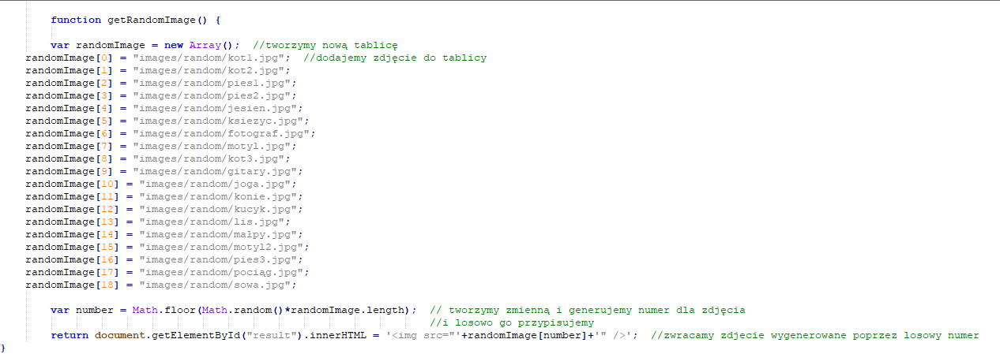 function getRandomImage() {
var randomImage = new Array();  //tworzymy nową tablicę
randomImage[0] = "images/random/kot1.jpg";  //dodajemy zdjęcie do tablicy
randomImage[1] = "images/random/kot2.jpg";
randomImage[2] = "images/random/pies1.jpg";
randomImage[3] = "images/random/pies2.jpg";
randomImage[4] = "images/random/jesien.jpg";
randomImage[5] = "images/random/ksiezyc.jpg";
randomImage[6] = "images/random/fotograf.jpg";
randomImage[7] = "images/random/motyl.jpg";
randomImage[8] = "images/random/kot3.jpg";
randomImage[9] = "images/random/gitary.jpg";
randomImage[10] = "images/random/joga.jpg";
randomImage[11] = "images/random/konie.jpg";
randomImage[12] = "images/random/kucyk.jpg";
randomImage[13] = "images/random/lis.jpg";
randomImage[14] = "images/random/małpy.jpg";
randomImage[15] = "images/random/motyl2.jpg";
randomImage[16] = "images/random/pies3.jpg";
randomImage[17] = "images/random/pociąg.jpg";
randomImage[18] = "images/random/sowa.jpg";
var number = Math.floor(Math.random()*randomImage.length);  // tworzymy zmienną i generujemy numer dla zdjęcia
//i losowo go przypisujemy
return document.getElementById("result").innerHTML = '<img src="'+randomImage[number]+'" />';  //zwracamy zdjecie wygenerowane poprzez losowy numer
}